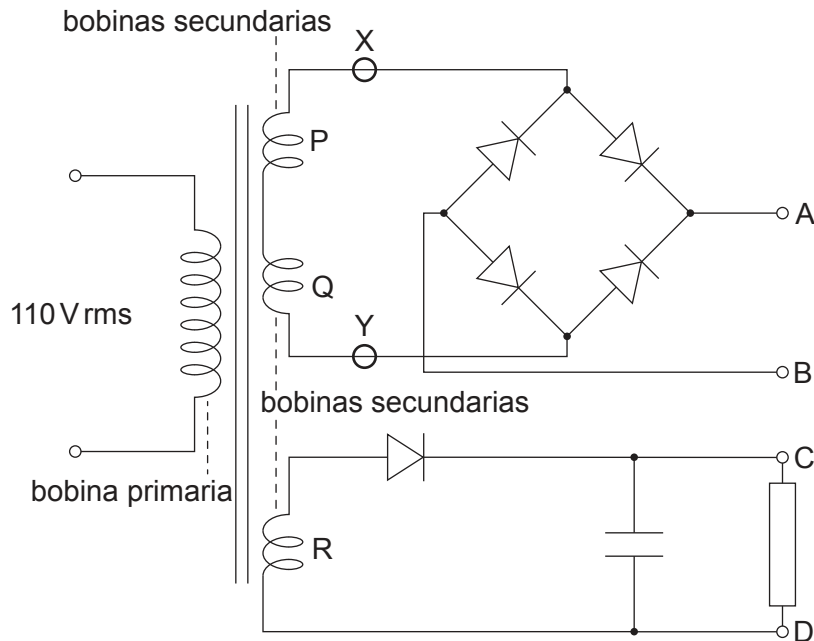 bobinas secundarias
X
P
A
Q
110 V rms
Y
B
bobinas secundarias
C
bobina primaria
R
D